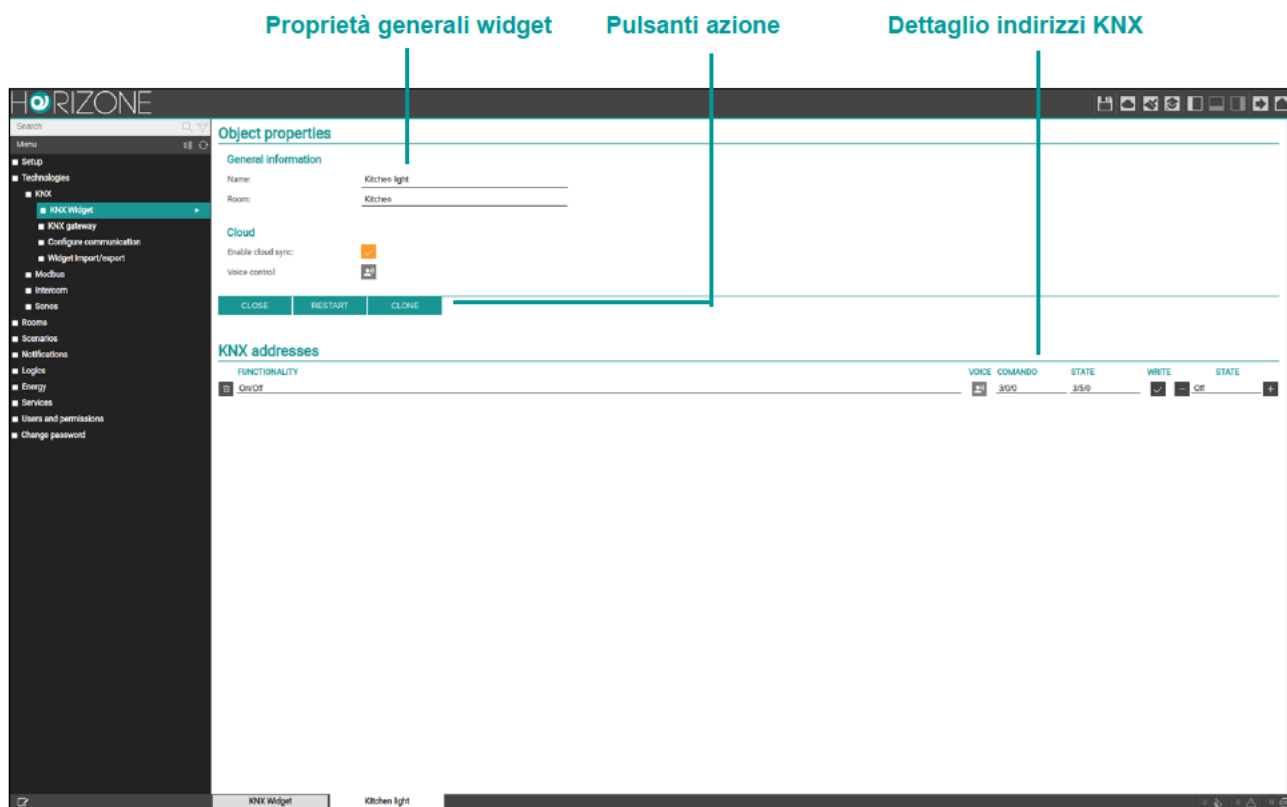 Proprietà generali widget Pulsanti azione Dettaglio indirizzi KNX
HORIZONE
Search
Menu
Setup
Technologies
KNX
KNX Widget
KNX gateway
Configure communication
Widget import/export
Modbus
Intercom
Sonos
Rooms
Scenarios
Notifications
Logics
Energy
Services
Users and permissions
Change password
Object properties
General information
Name: Kitchen light
Room: Kitchen
Cloud
Enable cloud sync:
Voice control:
CLOSE RESTART CLONE
KNX addresses
FUNCTIONALITY VOICE COMANDO STATE WRITE STATE
On/Off 3/0/0 3/5/0 Off
KNX Widget Kitchen light